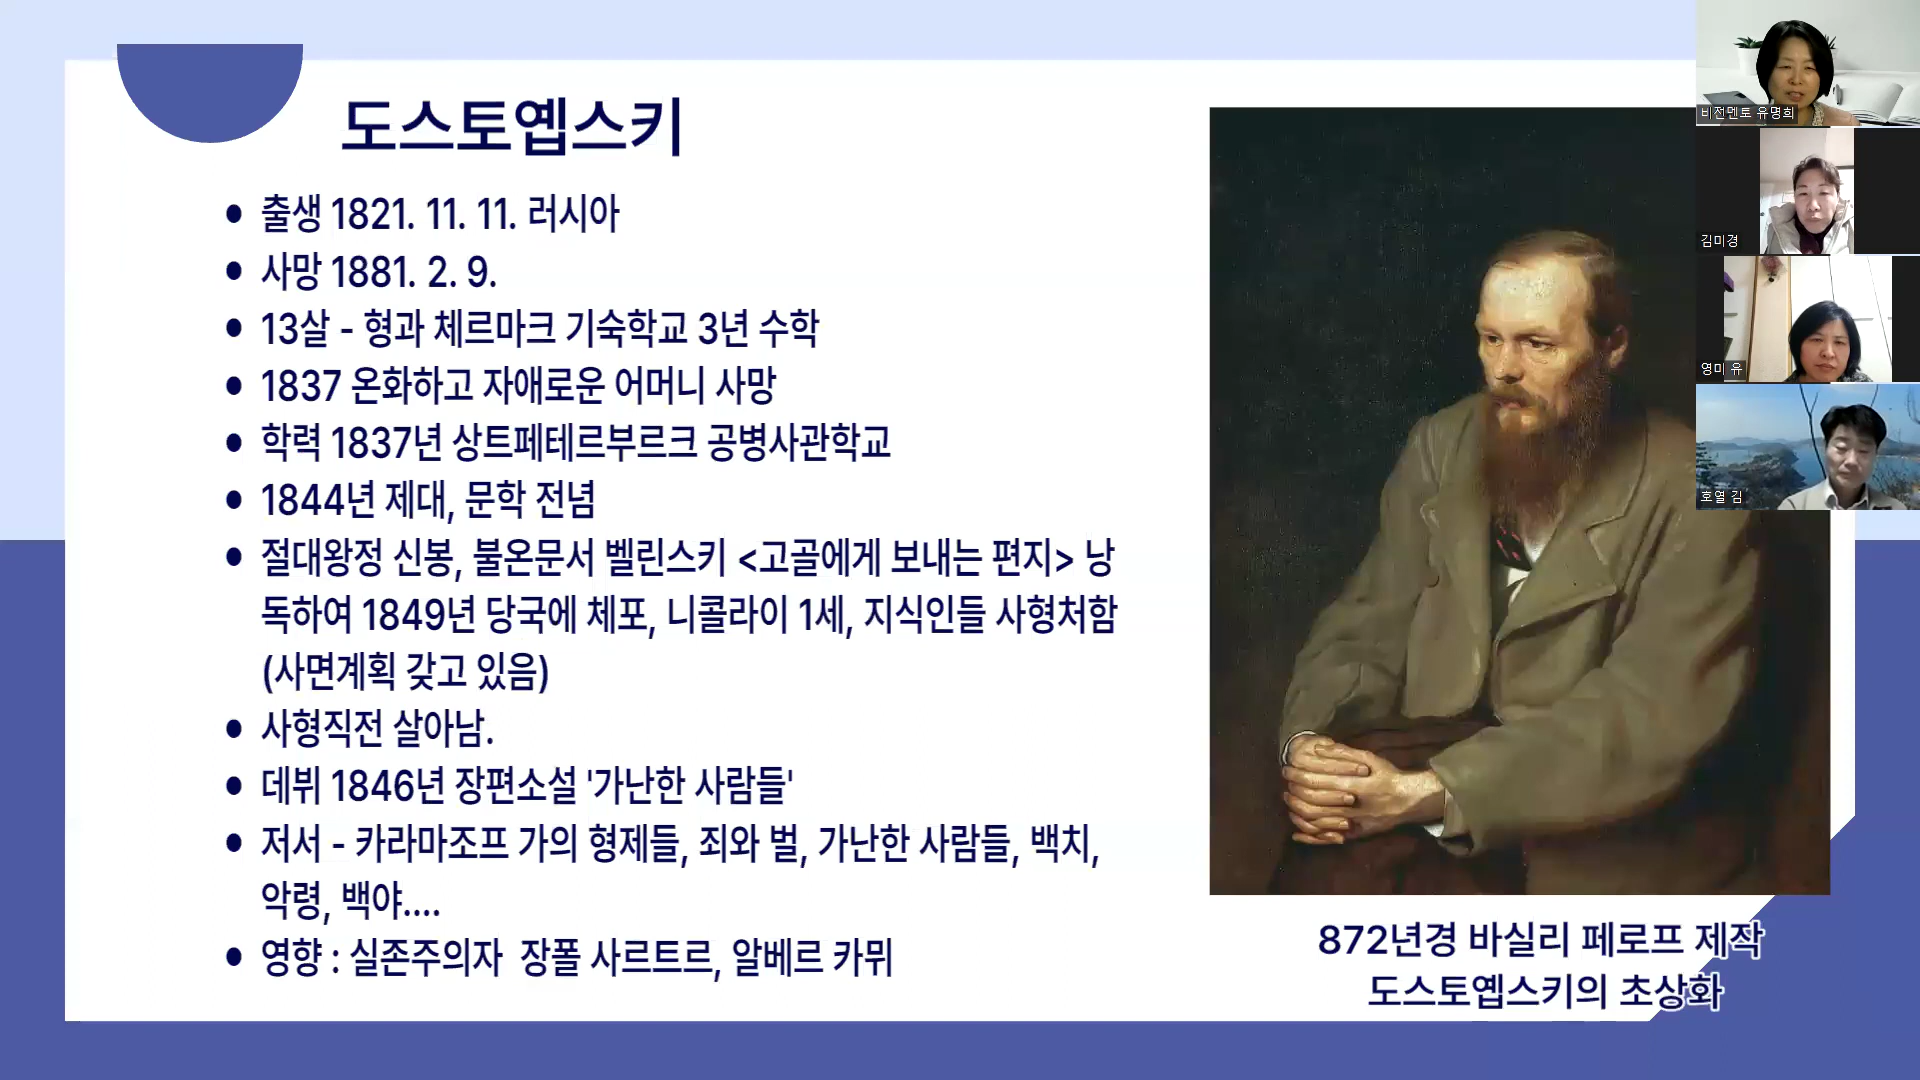 도스토옙스키
• 출생 1821. 11. 11. 러시아
• 사망 1881. 2. 9.
• 13살 - 형과 체르마크 기숙학교 3년 수학
• 1837 온화하고 자애로운 어머니 사망
• 학력 1837년 상트페테르부르크 공병사관학교
• 1844년 제대, 문학 전념
• 절대왕정 신봉, 불온문서 벨린스키 <고골에게 보내는 편지> 낭
독하여 1849년 당국에 체포, 니콜라이 1세, 지식인들 사형처함
(사면계획 갖고 있음)
• 사형직전 살아남.
• 데뷔 1846년 장편소설 '가난한 사람들'
• 저서 - 카라마조프 가의 형제들, 죄와 벌, 가난한 사람들, 백치,
악령, 백야....
• 영향 : 실존주의자 장폴 사르트르, 알베르 카뮈
872년경 바실리 페로프 제작
도스토옙스키의 초상화
비전멘토 유명희
김미경
영미 유
호열 김